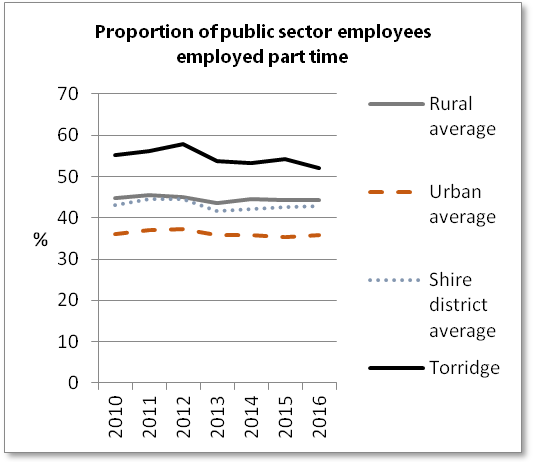 Proportion of public sector employees
employed part time
70
60
50
40
30
20
10
0
%
2010
2011
2012
2013
2014
2015
2016
Rural
average
Urban
average
Shire
district
average
Torridge